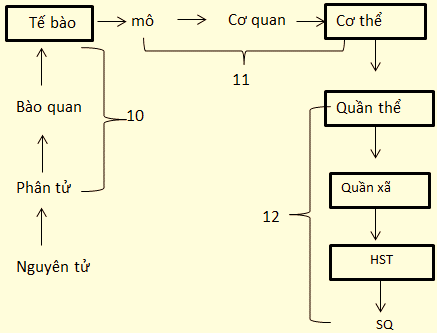 Tế bào
mô
Cơ quan
Cơ thể
11
Bào quan
10
Quần thể
Phân tử
Quần xã
12
Nguyên tử
HST
SQ